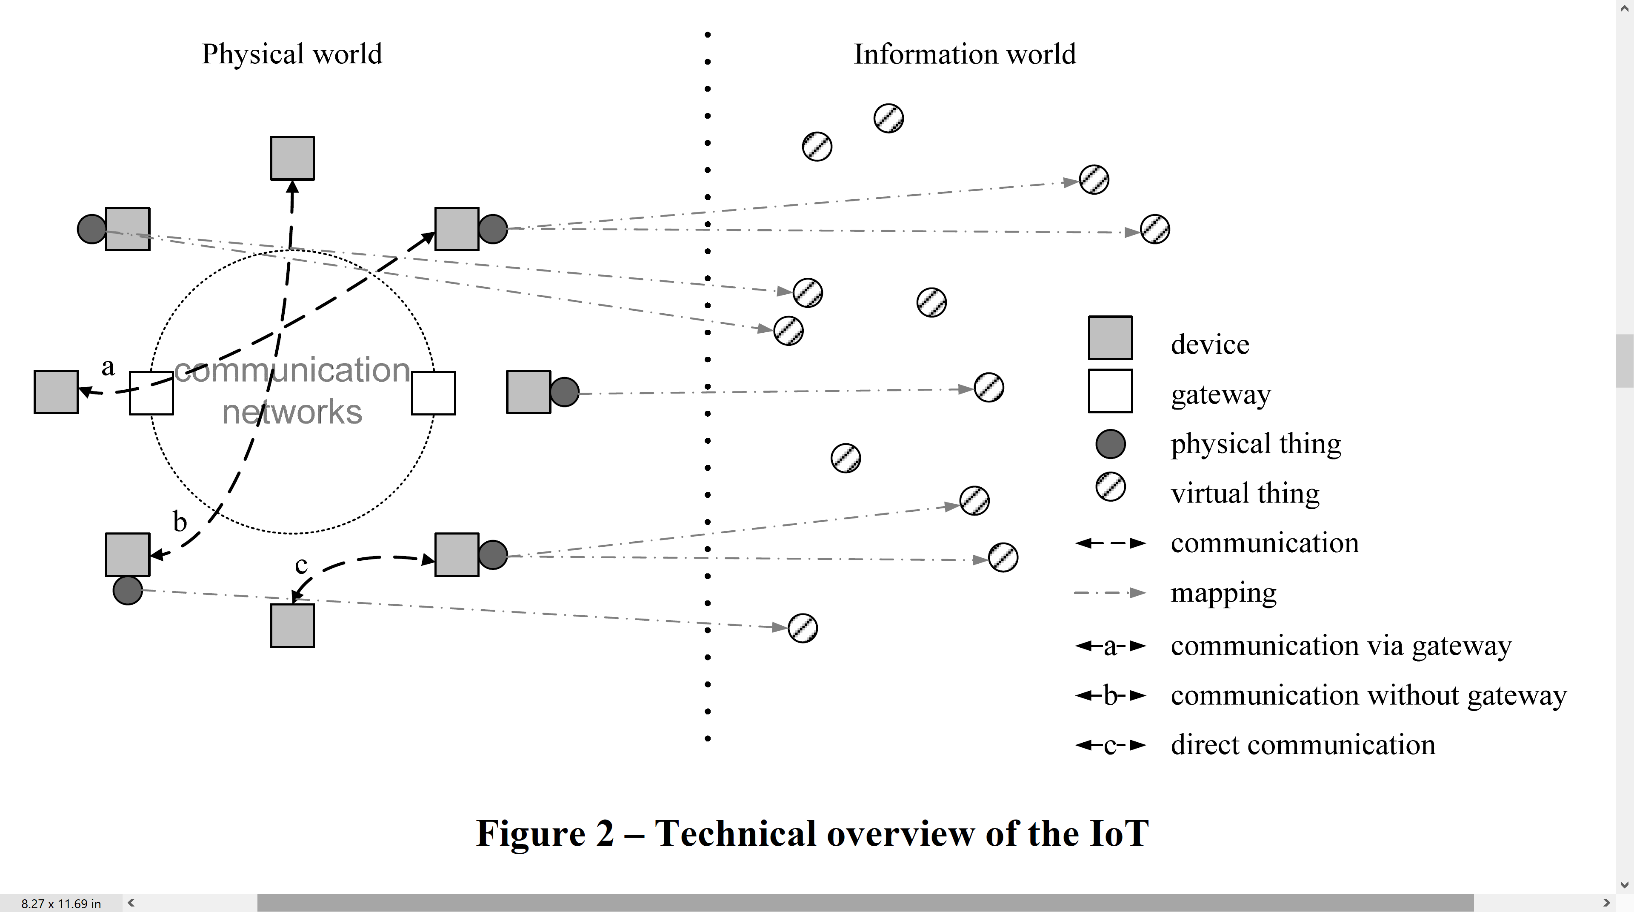 Physical world
Information world
a
communication
networks
b
c
device
gateway
physical thing
virtual thing
communication
mapping
a communication via gateway
b communication without gateway
c direct communication
Figure 2 – Technical overview of the IoT
8.27 x 11.69 in